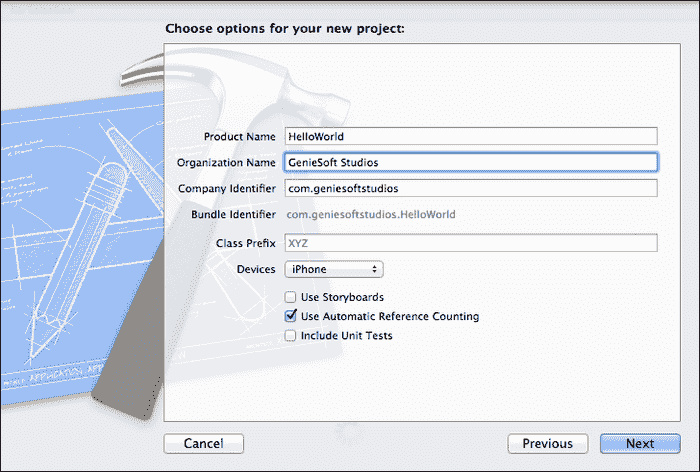 Choose options for your new project:
Product Name HelloWorld
Organization Name GenieSoft Studios
Company Identifier com.geniesoftstudios
Bundle Identifier com.geniesoftstudios.HelloWorld
Class Prefix XYZ
Devices iPhone
Use Storyboards
Use Automatic Reference Counting
Include Unit Tests
Cancel Previous Next